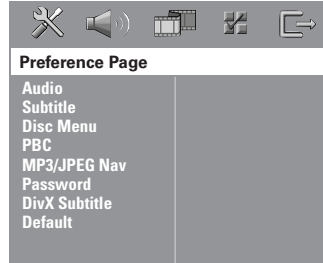 Preference Page
Audio
Subtitle
Disc Menu
PBC
MP3/JPEG Nav
Password
DivX Subtitle
Default